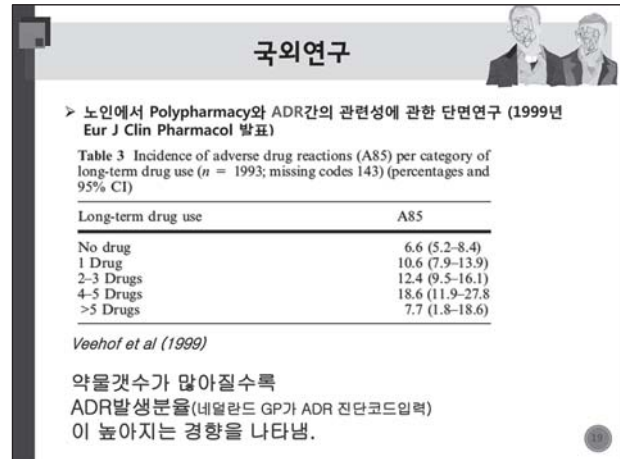 국외연구
➢ 노인에서 Polypharmacy와 ADR간의 관련성에 관한 단면연구 (1999년
Eur J Clin Pharmacol 발표)
Table 3 Incidence of adverse drug reactions (A85) per category of
long-term drug use (n = 1993; missing codes 143) (percentages and
95% CI)
Long-term drug use A85
No drug 6.6 (5.2–8.4)
1 Drug 10.6 (7.9–13.9)
2–3 Drugs 12.4 (9.5–16.1)
4–5 Drugs 18.6 (11.9–27.8
>5 Drugs 7.7 (1.8–18.6)
Veehof et al (1999)
약물갯수가 많아질수록
ADR발생분율(네덜란드 GP가 ADR 진단코드입력)
이 높아지는 경향을 나타냄.
19